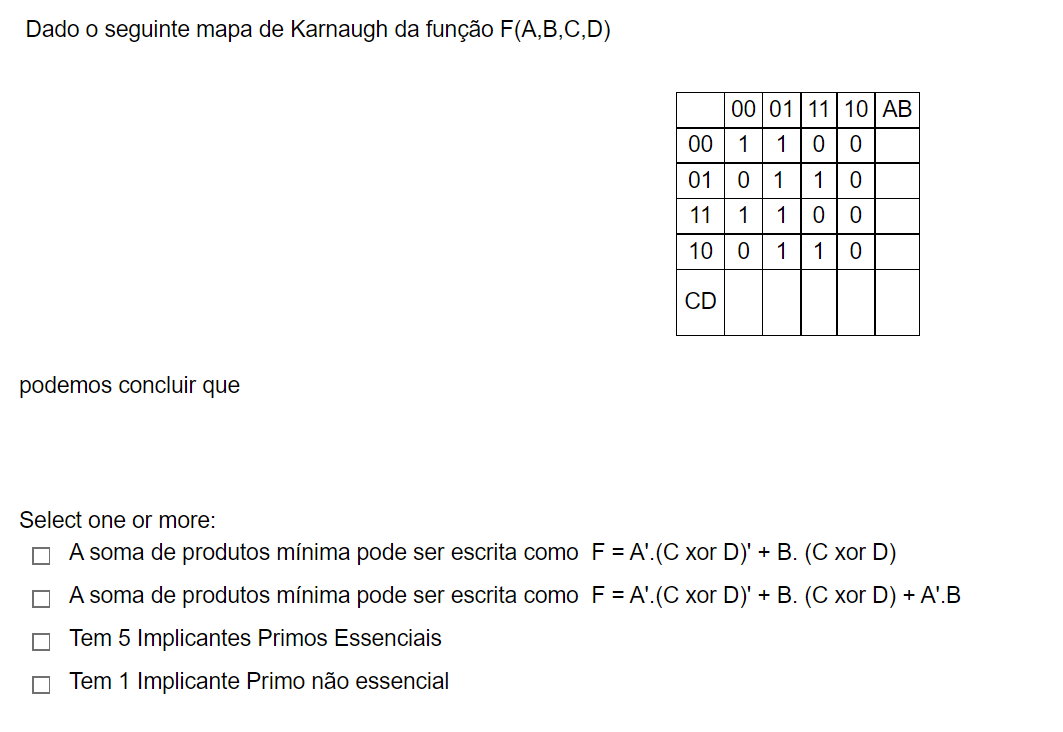 Dado o seguinte mapa de Karnaugh da função F(A,B,C,D)
00 01 11 10 AB
00 1 1 0 0
01 0 1 1 0
11 1 1 0 0
10 0 1 1 0
CD
podemos concluir que
Select one or more:
A soma de produtos mínima pode ser escrita como F = A'.(C xor D)' + B. (C xor D)
A soma de produtos mínima pode ser escrita como F = A'.(C xor D)' + B. (C xor D) + A'.B
Tem 5 Implicantes Primos Essenciais
Tem 1 Implicante Primo não essencial